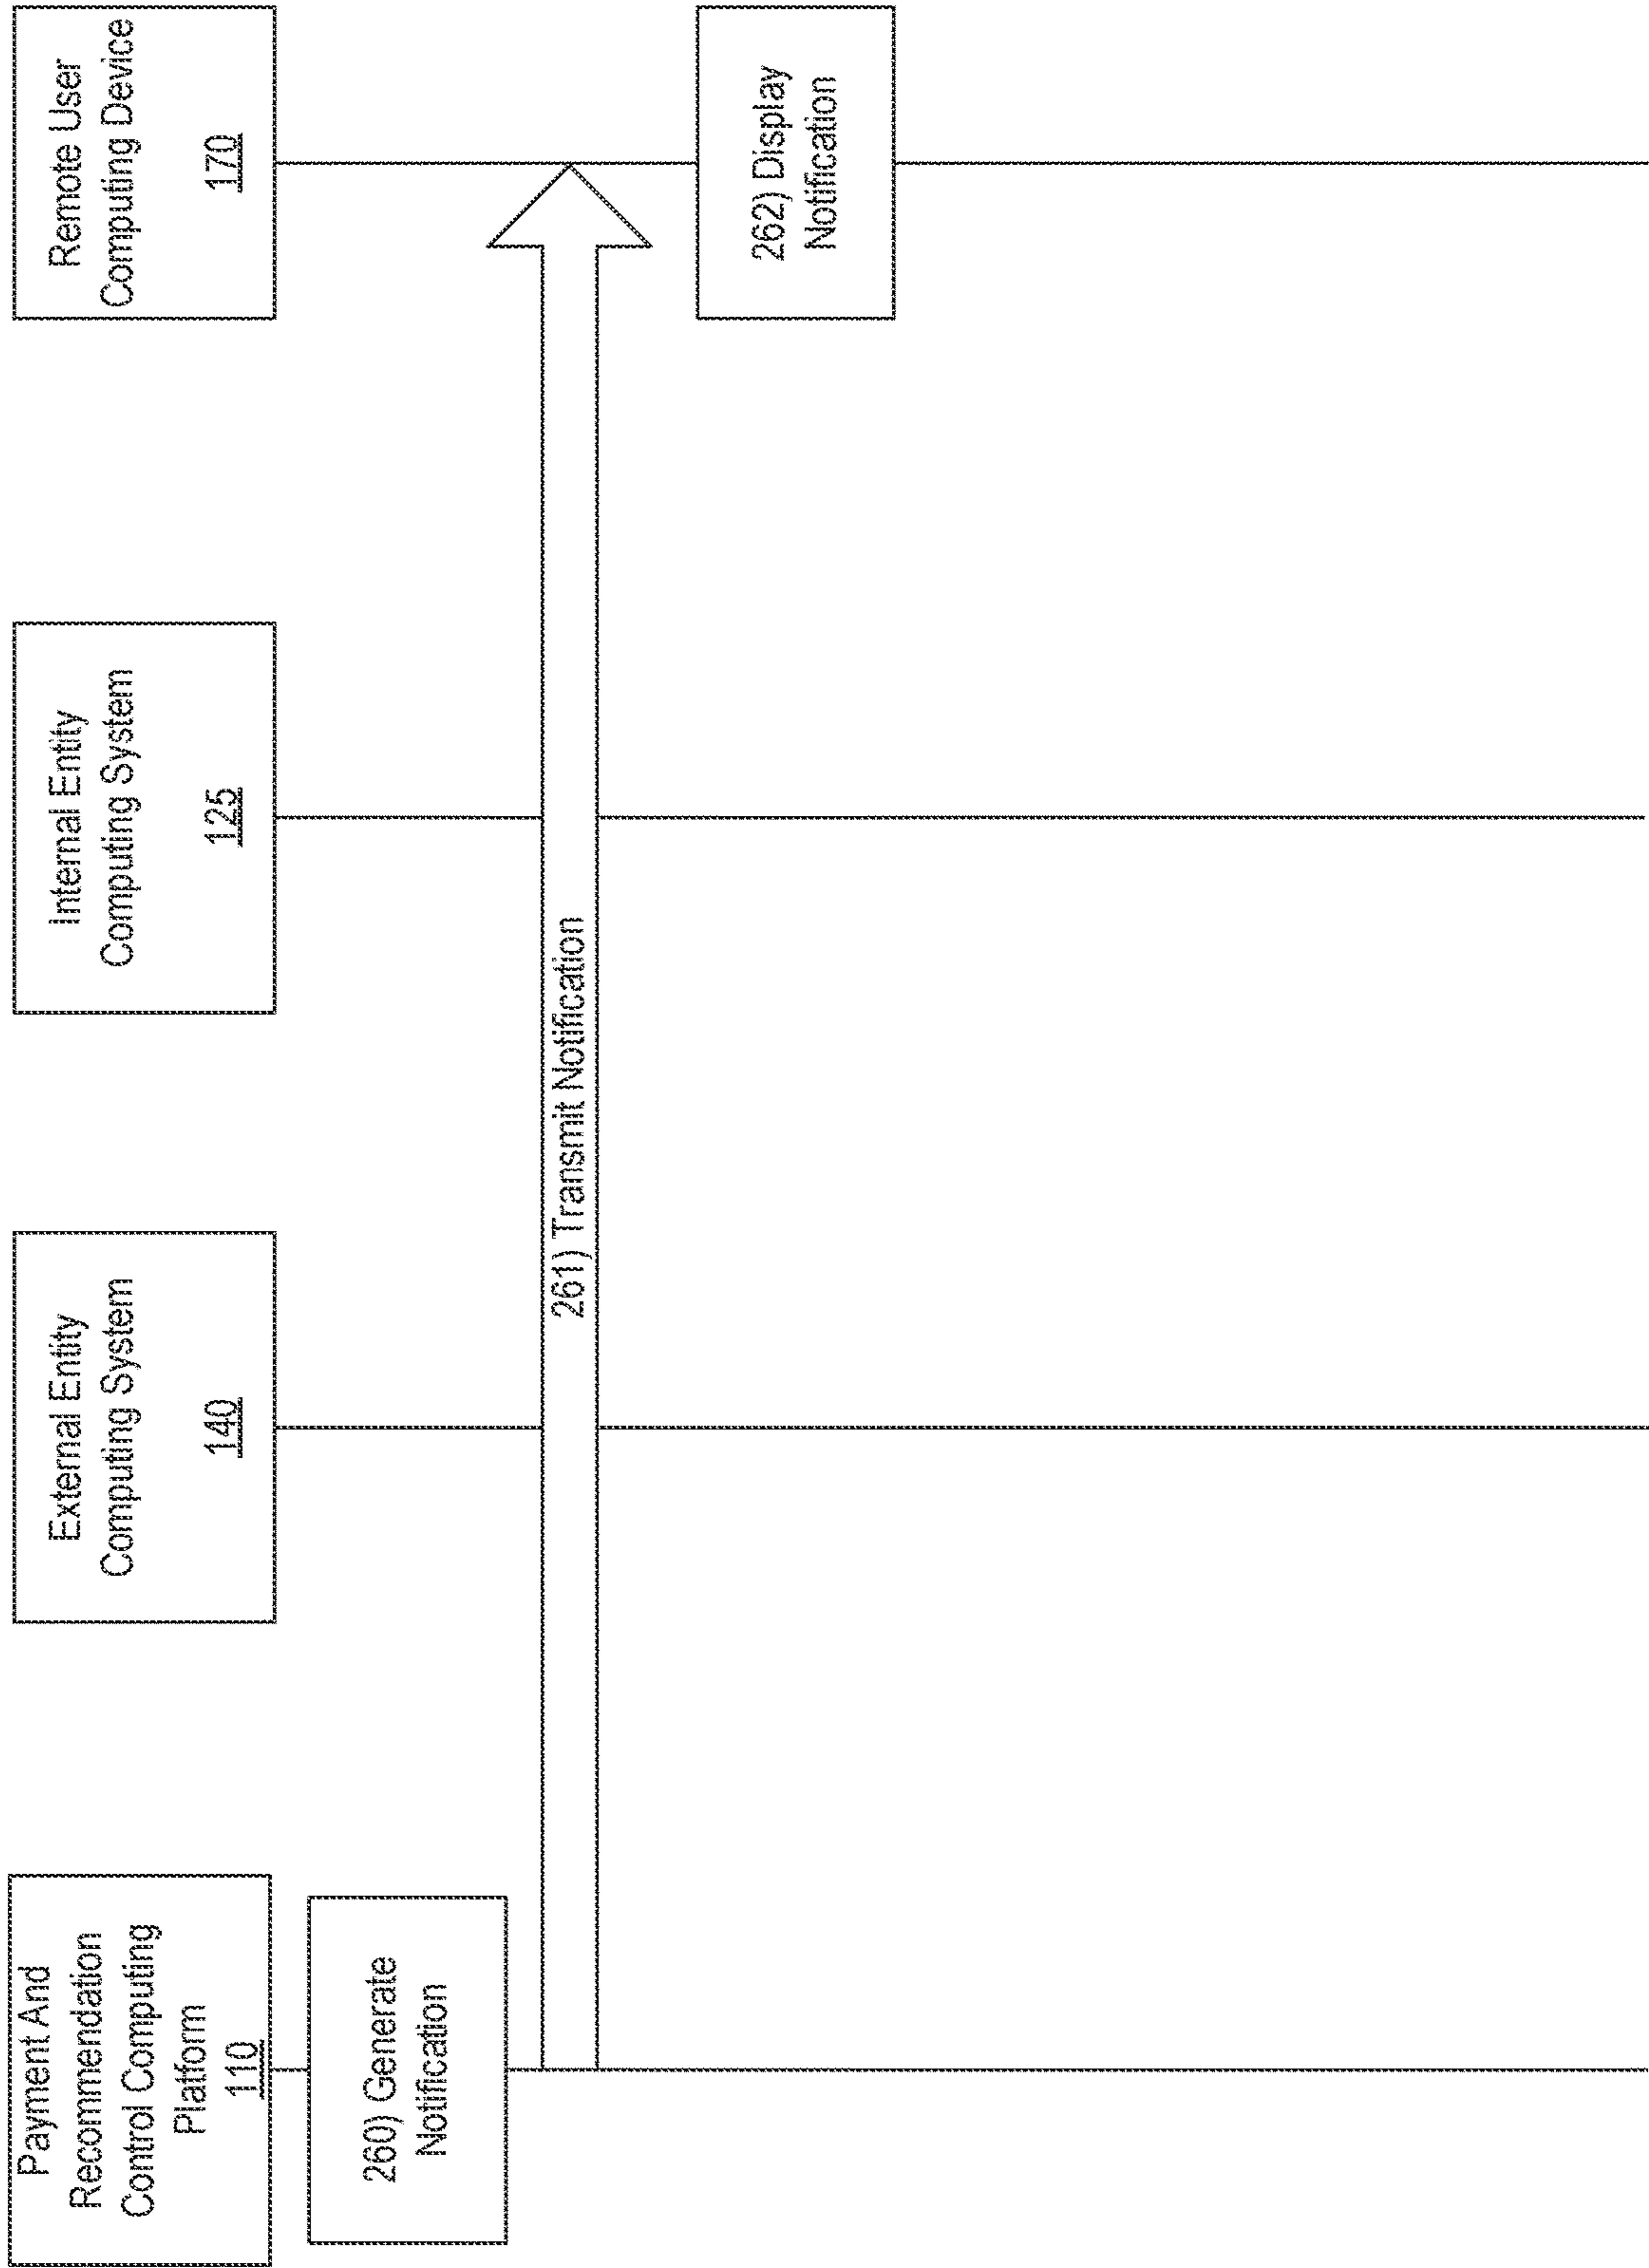 Payment And
Recommendation
Control Computing
Platform
110
External Entity
Computing System
140
Internal Entity
Computing System
125
Remote User
Computing Device
170
260) Generate
Notification
261) Transmit Notification
262) Display
Notification